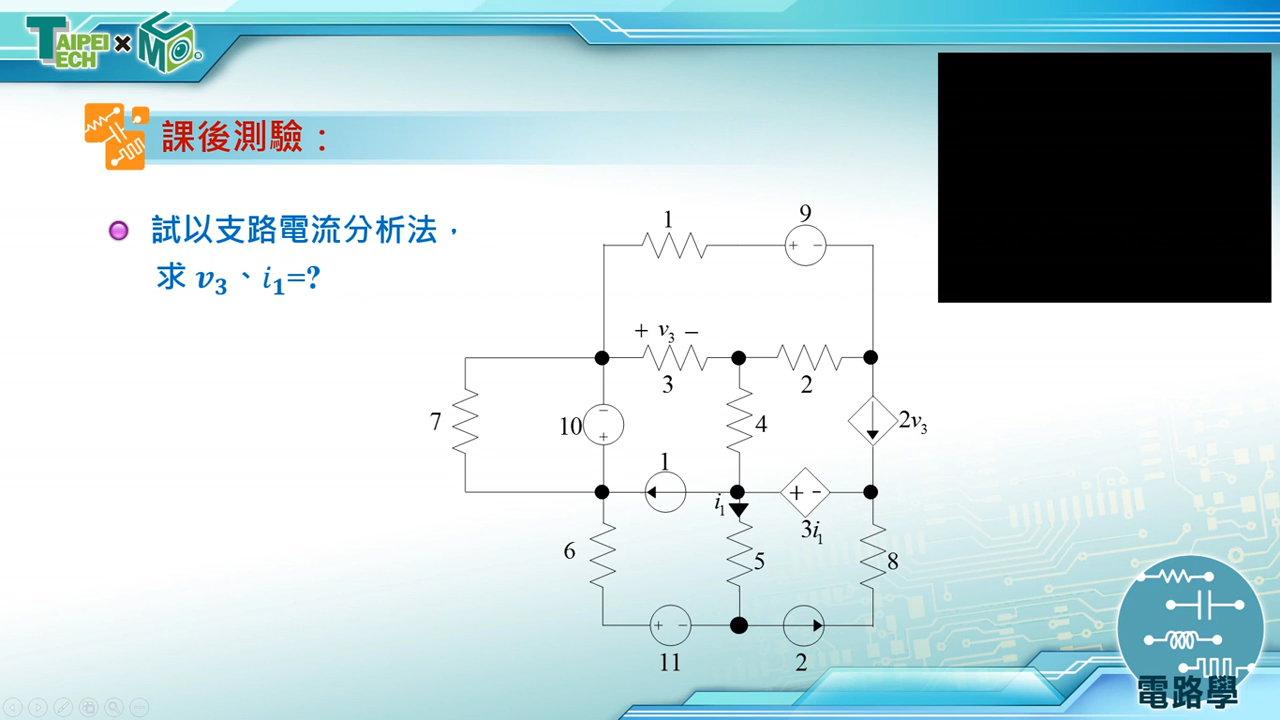 TAIPEI TECH × CUMO
課後測驗：
試以支路電流分析法，
求 v₃、i₁=?
1
9
+ -
+ v₃ −
3
2
7
10
−
+
4
2v₃
1
i₁
+ -
3i₁
6
5
8
+ -
11
2
電路學